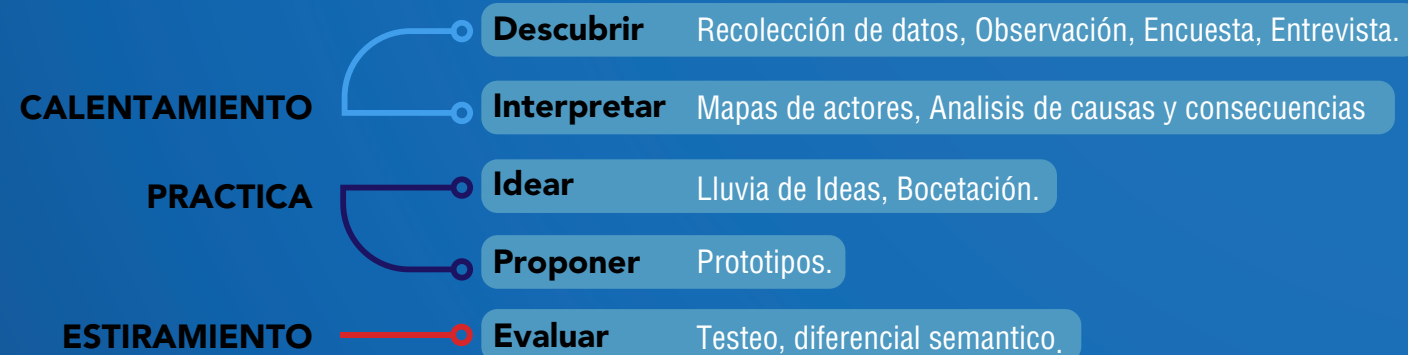 Descubrir Recolección de datos, Observación, Encuesta, Entrevista.
CALENTAMIENTO
Interpretar Mapas de actores, Analisis de causas y consecuencias
PRACTICA
Idear Lluvia de Ideas, Bocetación.
Proponer Prototipos.
ESTIRAMIENTO
Evaluar Testeo, diferencial semantico.